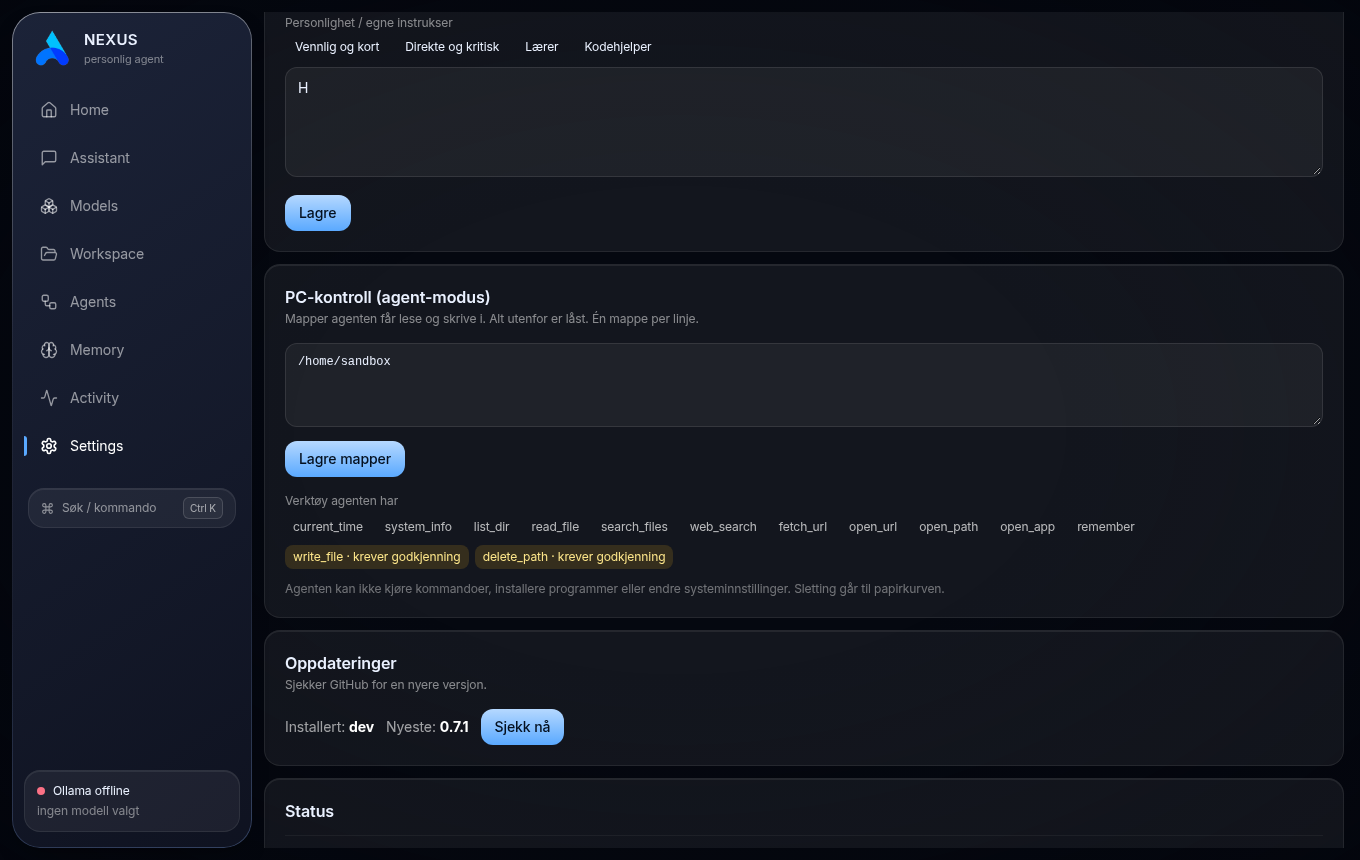 NEXUS
personlig agent
Home
Assistant
Models
Workspace
Agents
Memory
Activity
Settings
Søk / kommando
Ctrl K
Ollama offline
ingen modell valgt
Personlighet / egne instrukser
Vennlig og kort Direkte og kritisk Lærer Kodehjelper
H
Lagre
PC-kontroll (agent-modus)
Mapper agenten får lese og skrive i. Alt utenfor er låst. Én mappe per linje.
/home/sandbox
Lagre mapper
Verktøy agenten har
current_time system_info list_dir read_file search_files web_search fetch_url open_url open_path open_app remember
write_file · krever godkjenning delete_path · krever godkjenning
Agenten kan ikke kjøre kommandoer, installere programmer eller endre systeminnstillinger. Sletting går til papirkurven.
Oppdateringer
Sjekker GitHub for en nyere versjon.
Installert: dev Nyeste: 0.7.1 Sjekk nå
Status